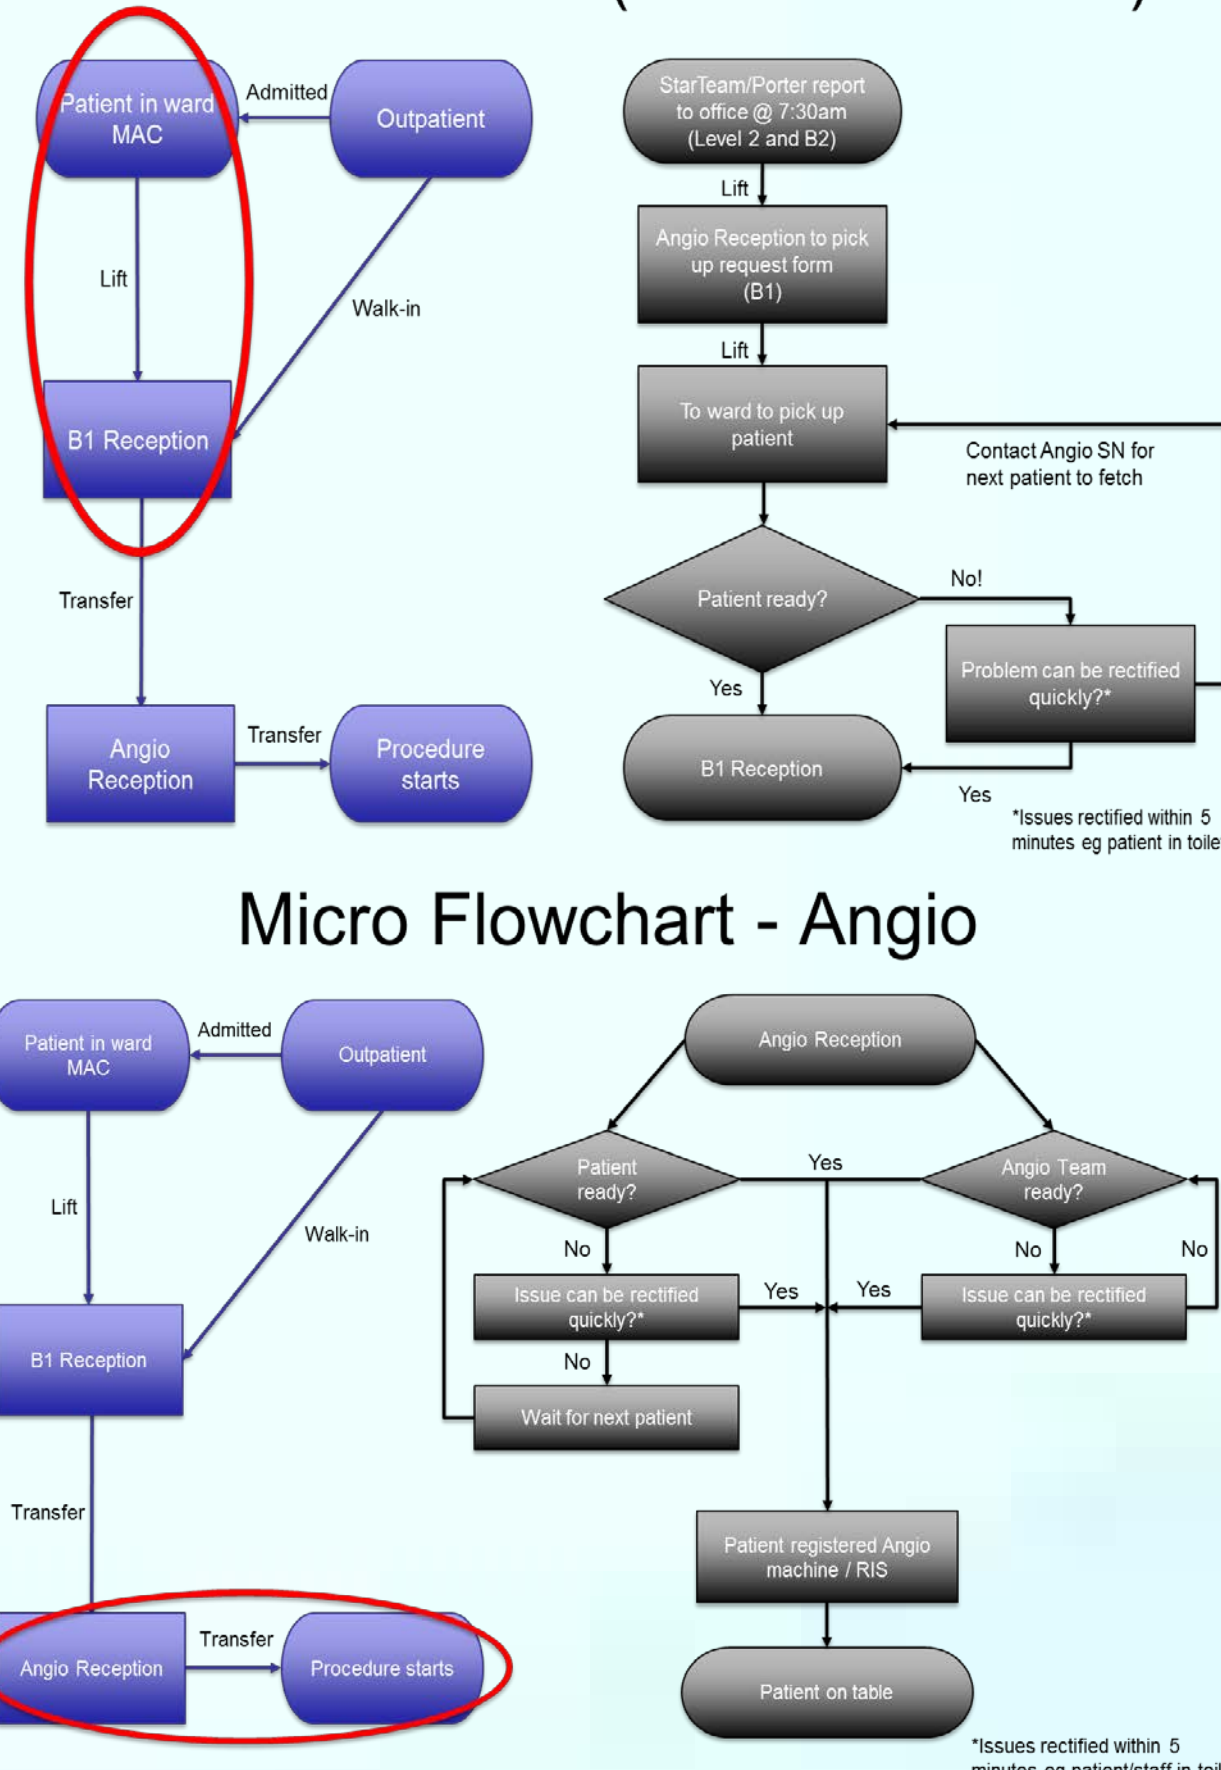 Patient in ward
MAC
Admitted
Outpatient
Lift
Walk-in
B1 Reception
Transfer
Angio
Reception
Transfer
Procedure
starts
StarTeam/Porter report
to office @ 7:30am
(Level 2 and B2)
Lift
Angio Reception to pick
up request form
(B1)
Lift
To ward to pick up
patient
Contact Angio SN for
next patient to fetch
Patient ready?
No!
Problem can be rectified
quickly?*
Yes
B1 Reception
Yes
*Issues rectified within 5
minutes eg patient in
Micro Flowchart - Angio
Patient in ward
MAC
Admitted
Outpatient
Lift
Walk-in
B1 Reception
Transfer
Angio Reception
Transfer
Procedure starts
Angio Reception
Patient
ready?
Yes
Angio Team
ready?
No
No
No
Issue can be rectified
quickly?*
Yes
Yes
Issue can be rectified
quickly?*
No
Wait for next patient
Patient registered Angio
machine / RIS
Patient on table
*Issues rectified within 5
minutes eg patient/staff in